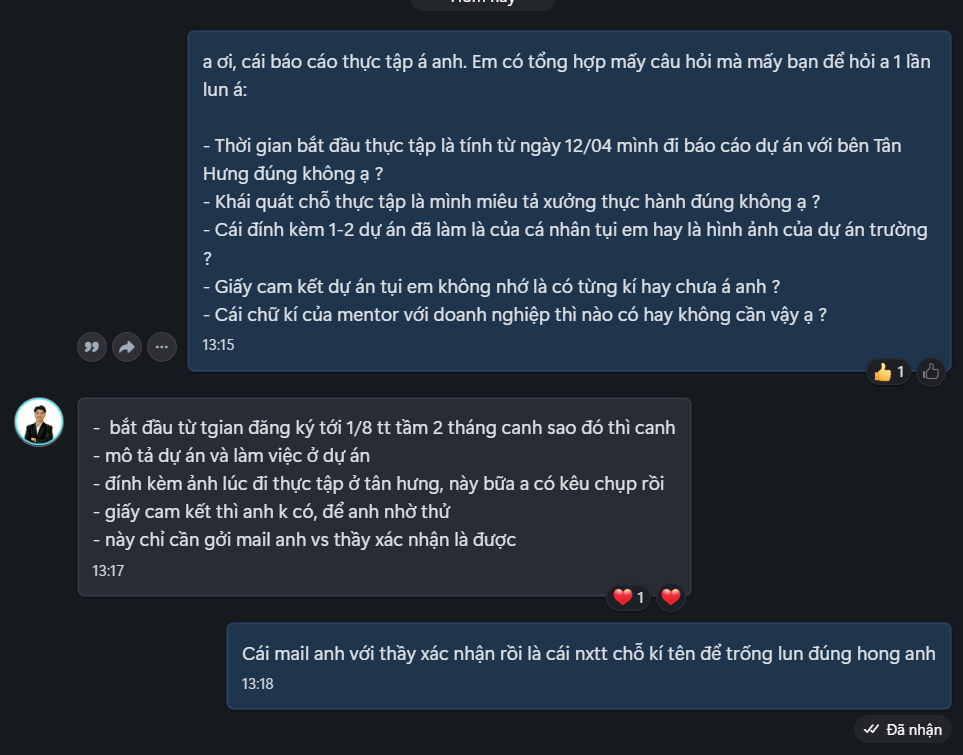 Hôm nay
a ơi, cái báo cáo thực tập á anh. Em có tổng hợp mấy câu hỏi mà mấy bạn để hỏi a 1 lần
lun á:
- Thời gian bắt đầu thực tập là tính từ ngày 12/04 mình đi báo cáo dự án với bên Tân
Hưng đúng không ạ ?
- Khái quát chỗ thực tập là mình miêu tả xưởng thực hành đúng không ạ ?
- Cái đính kèm 1-2 dự án đã làm là của cá nhân tụi em hay là hình ảnh của dự án trường
?
- Giấy cam kết dự án tụi em không nhớ là có từng kí hay chưa á anh ?
- Cái chữ kí của mentor với doanh nghiệp thì nào có hay không cần vậy ạ ?
13:15
1
- bắt đầu từ tgian đăng ký tới 1/8 tt tầm 2 tháng canh sao đó thì canh
- mô tả dự án và làm việc ở dự án
- đính kèm ảnh lúc đi thực tập ở tân hưng, này bữa a có kêu chụp rồi
- giấy cam kết thì anh k có, để anh nhờ thử
- này chỉ cần gởi mail anh vs thầy xác nhận là được
13:17
1
Cái mail anh với thầy xác nhận rồi là cái nxtt chỗ kí tên để trống lun đúng hong anh
13:18
Đã nhận